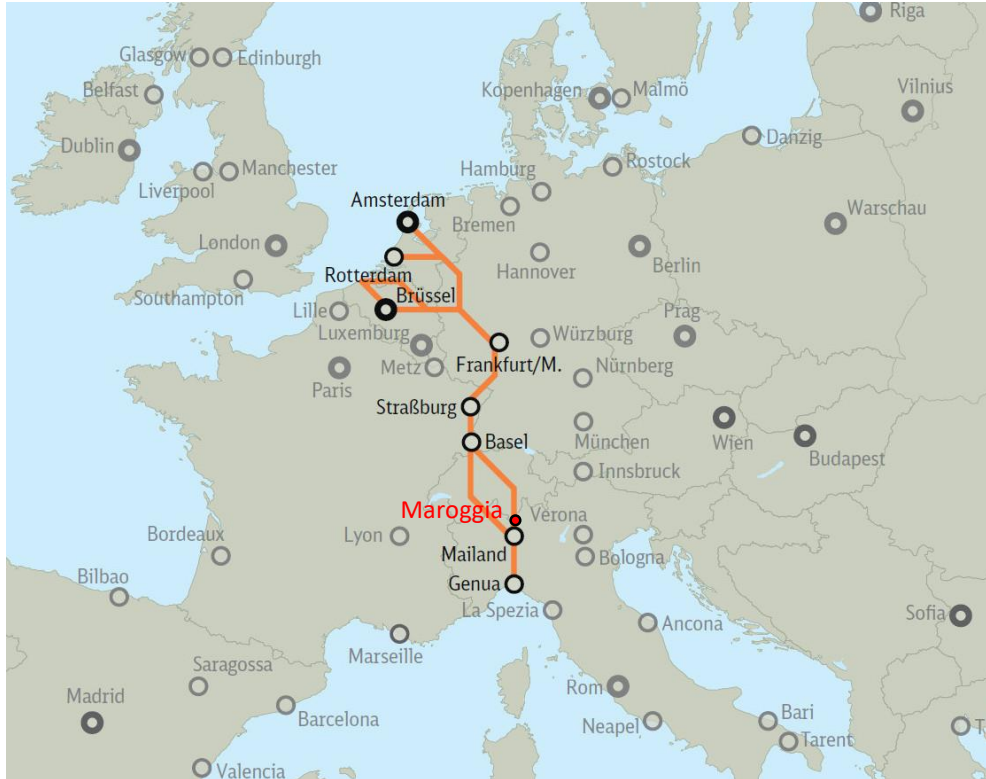 Riga
Glasgow
Edinburgh
Belfast
Kopenhagen
Malmö
Vilnius
Dublin
Danzig
Liverpool
Manchester
Hamburg
Rostock
Amsterdam
Bremen
Warschau
London
Hannover
Berlin
Southampton
Rotterdam
Brüssel
Lille
Luxemburg
Würzburg
Prag
Paris
Metz
Frankfurt/M.
Nürnberg
Straßburg
Basel
München
Wien
Budapest
Innsbruck
Maroggia
Verona
Bordeaux
Lyon
Mailand
Bologna
Bilbao
Genua
La Spezia
Ancona
Sofia
Marseille
Saragossa
Madrid
Rom
Barcelona
Neapel
Bari
Tarent
Valencia